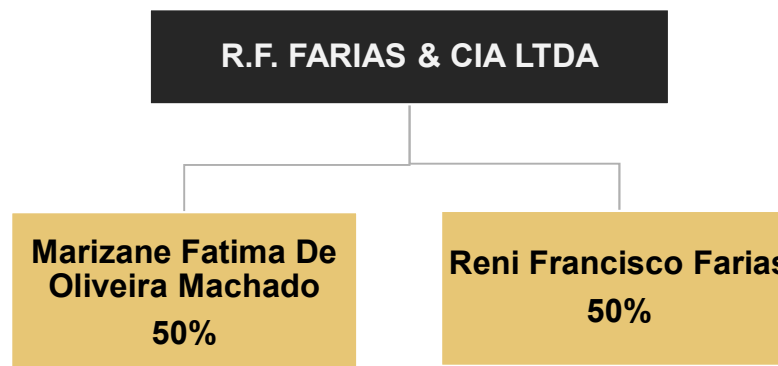 R.F. FARIAS & CIA LTDA
Marizane Fatima De
Oliveira Machado
50%
Reni Francisco Farias
50%